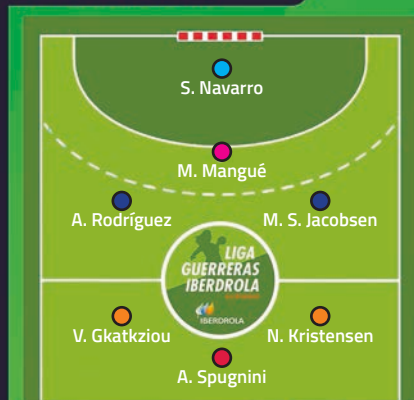 S. Navarro
M. Mangué
A. Rodríguez
M. S. Jacobsen
LIGA
GUERRERAS
IBERDROLA
IBERDROLA
V. Gkatkziou
N. Kristensen
A. Spugnini